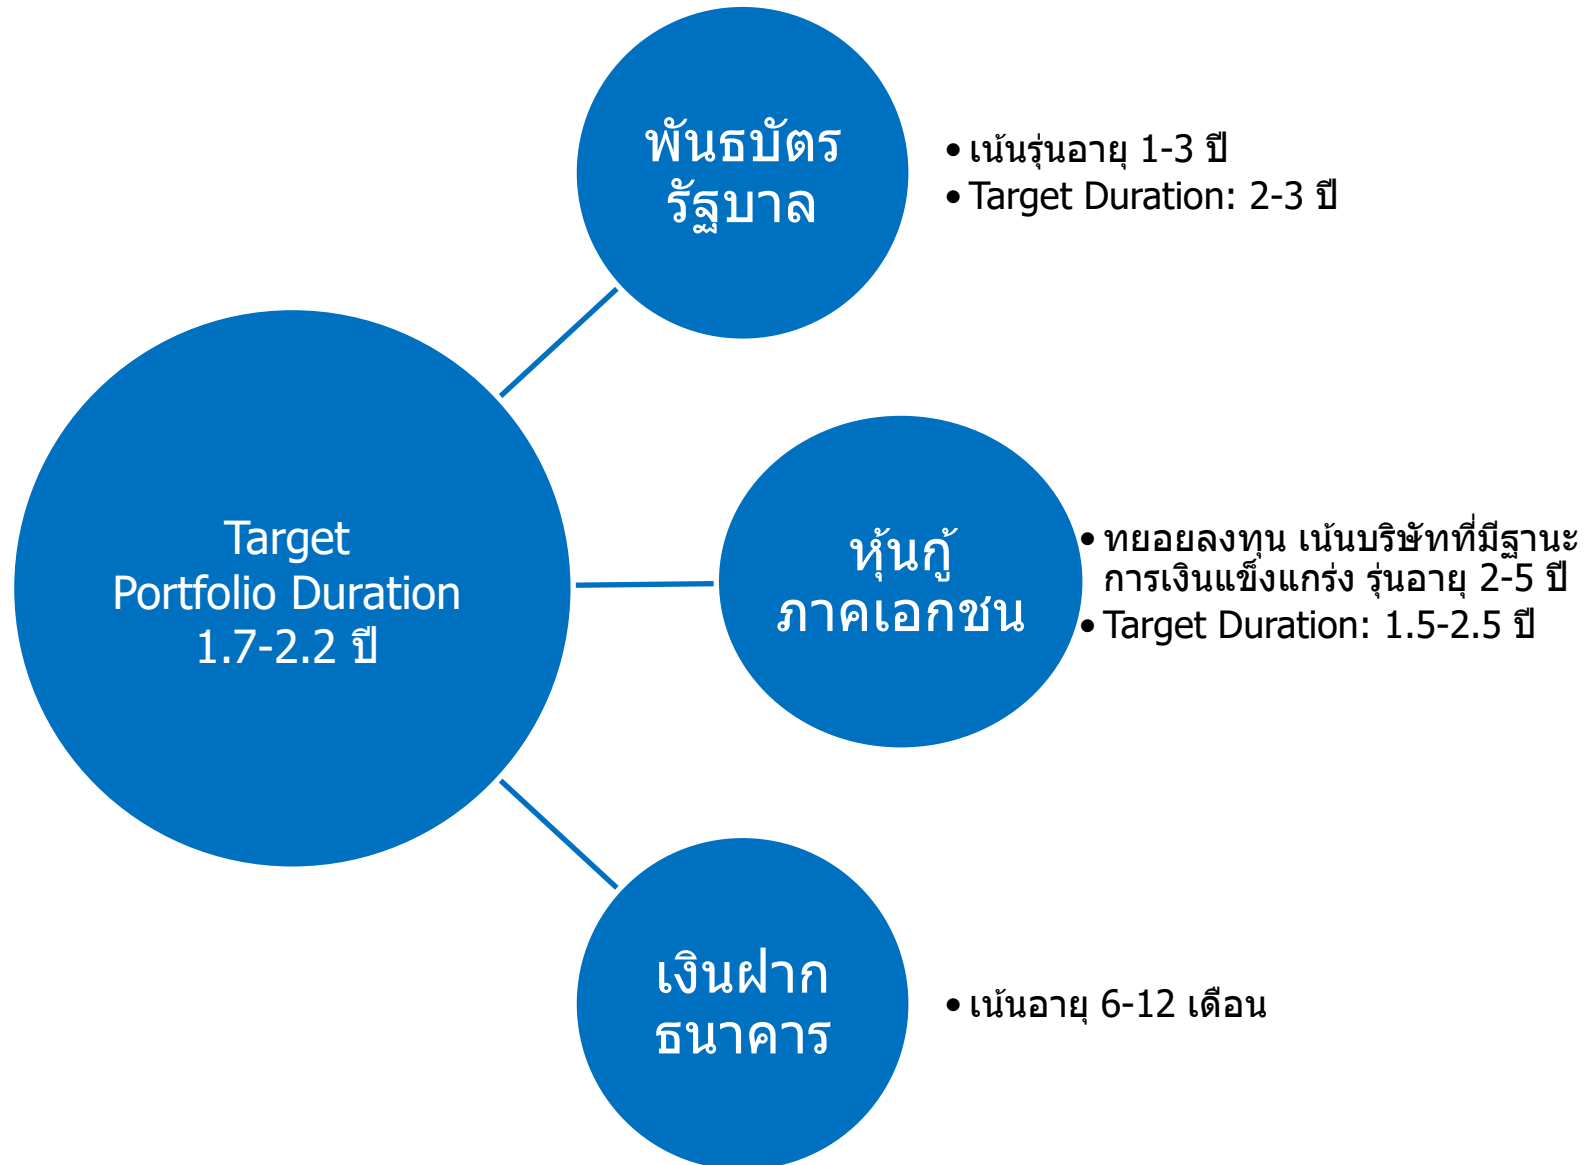 พันธบัตร
รัฐบาล
• เน้นรุ่นอายุ 1-3 ปี
• Target Duration: 2-3 ปี
Target
Portfolio Duration
1.7-2.2 ปี
หุ้นกู้
ภาคเอกชน
• ทยอยลงทุน เน้นบริษัทที่มีฐานะ
การเงินแข็งแกร่ง รุ่นอายุ 2-5 ปี
• Target Duration: 1.5-2.5 ปี
เงินฝาก
ธนาคาร
• เน้นอายุ 6-12 เดือน